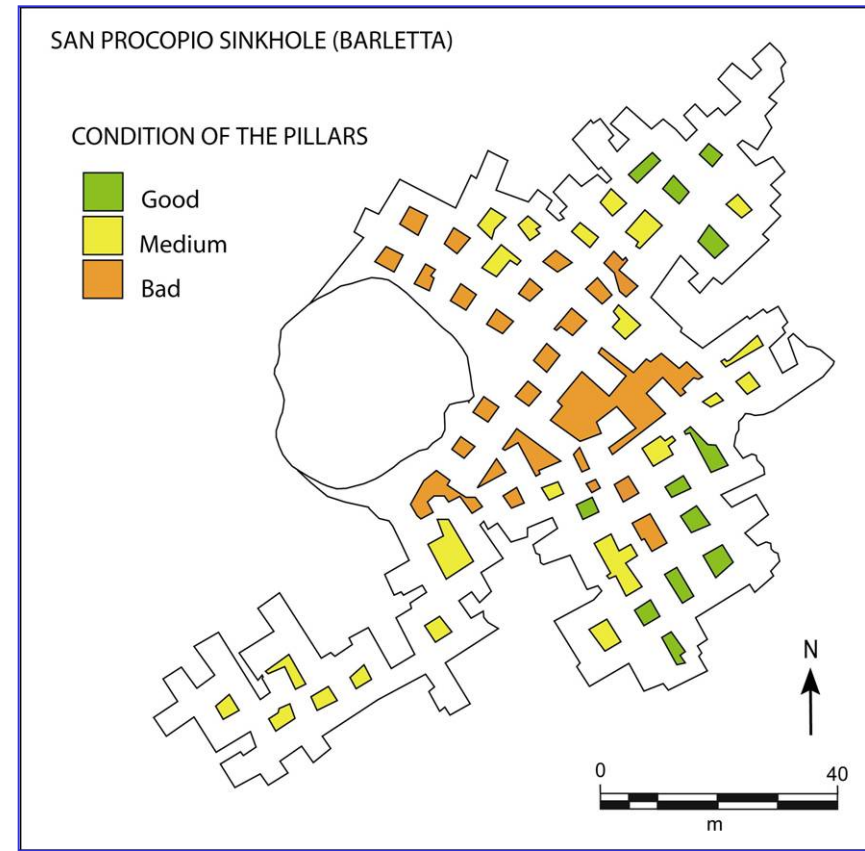 SAN PROCOPIO SINKHOLE (BARLETTA)
CONDITION OF THE PILLARS
Good
Medium
Bad
N
0 40
m